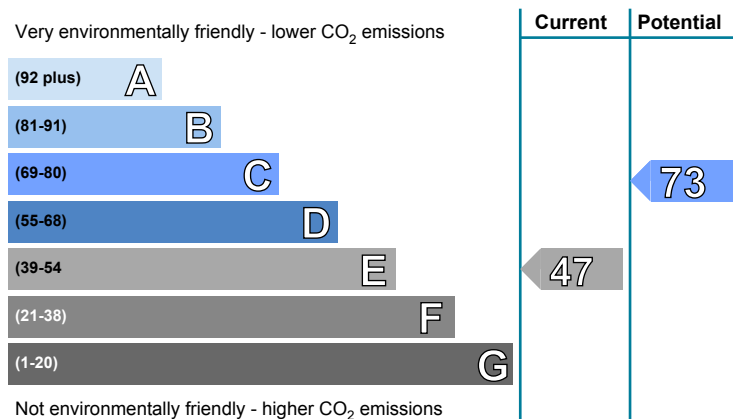 Very environmentally friendly - lower CO₂ emissions
Current Potential
(92 plus) A
(81-91) B
(69-80) C
73
(55-68) D
(39-54 E
47
(21-38) F
(1-20) G
Not environmentally friendly - higher CO₂ emissions